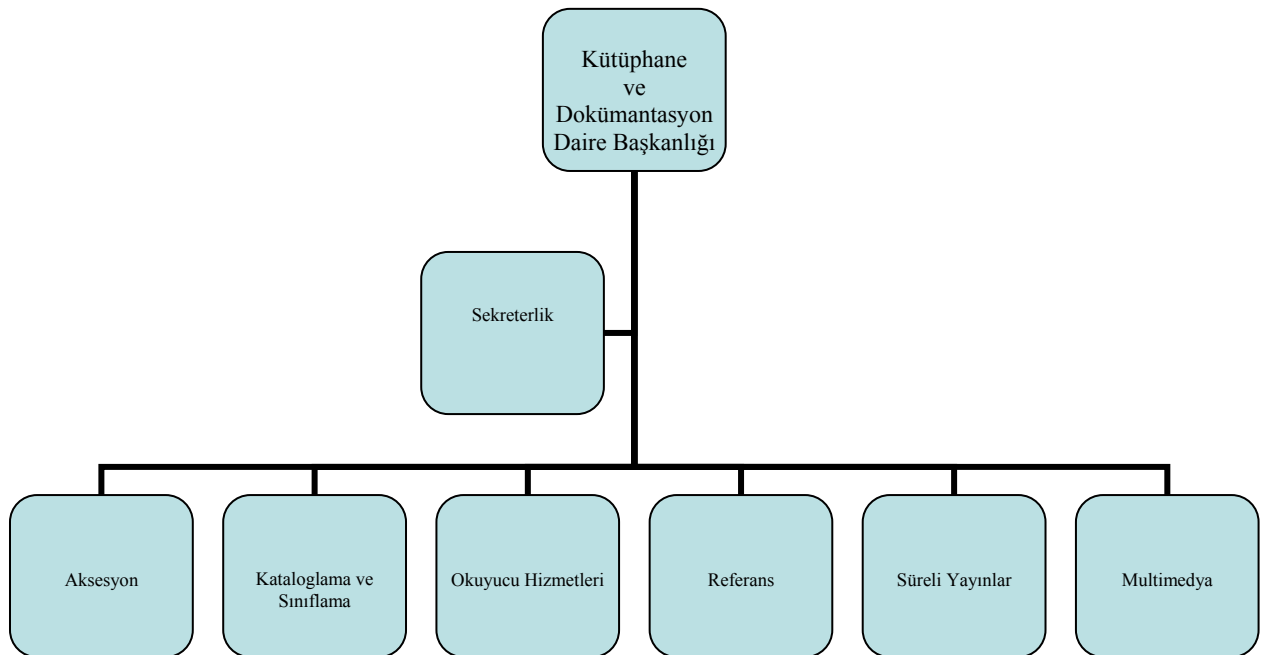 Kütüphane
ve
Dokümantasyon
Daire Başkanlığı
Sekreterlik
Aksesyon
Kataloglama ve
Sınıflama
Okuyucu Hizmetleri
Referans
Süreli Yayınlar
Multimedya